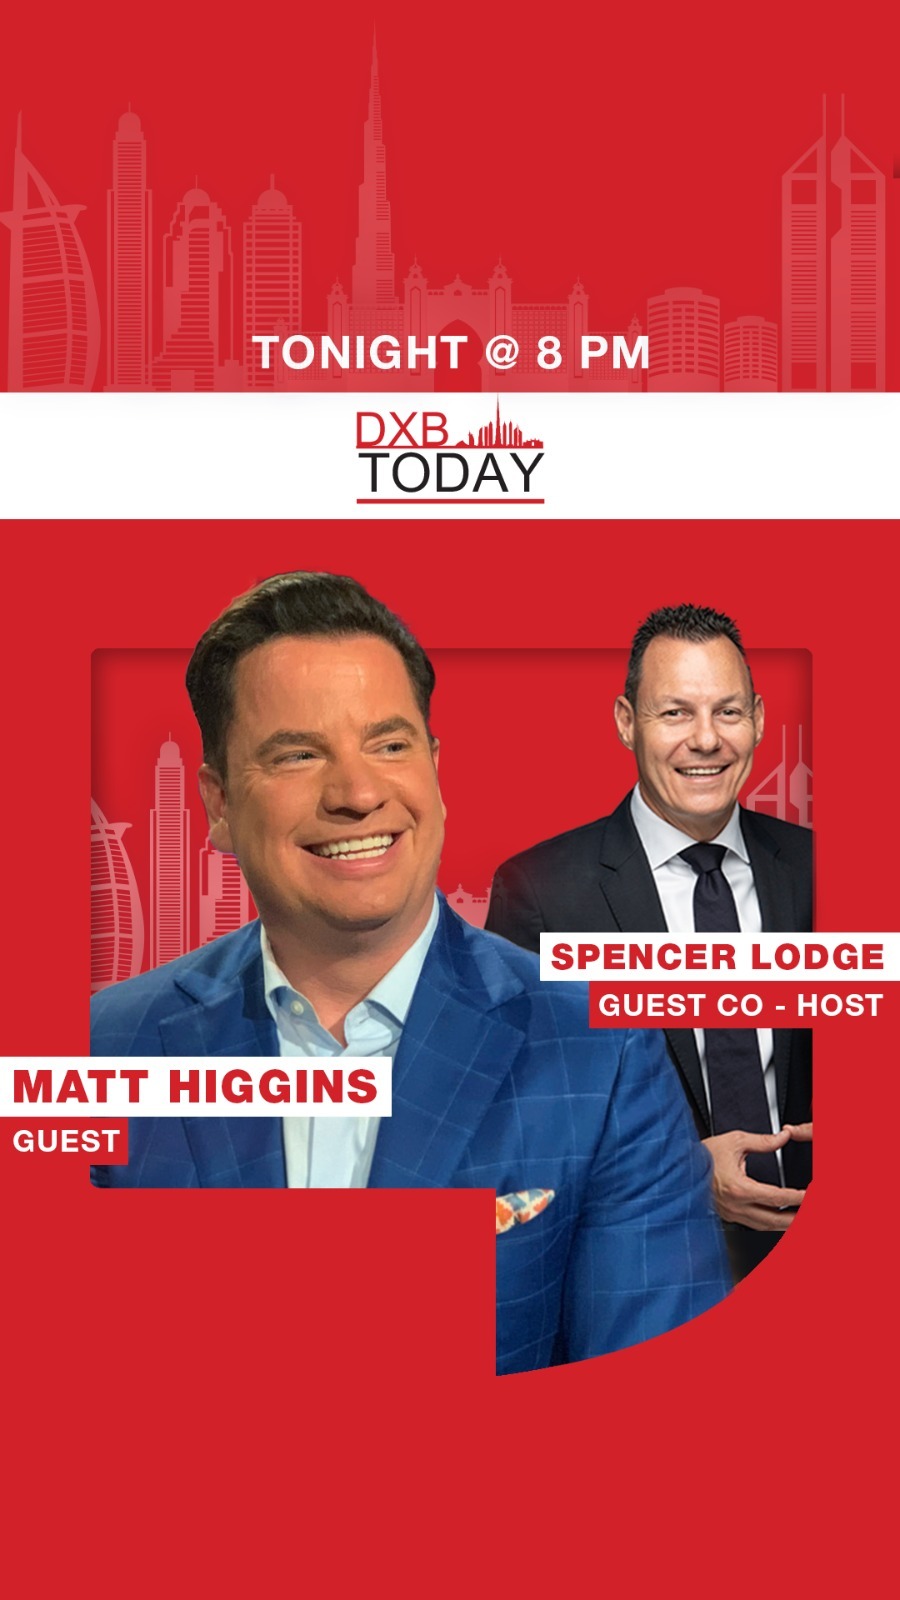 TONIGHT @ 8 PM
DXB
TODAY
SPENCER LODGE
GUEST CO - HOST
MATT HIGGINS
GUEST